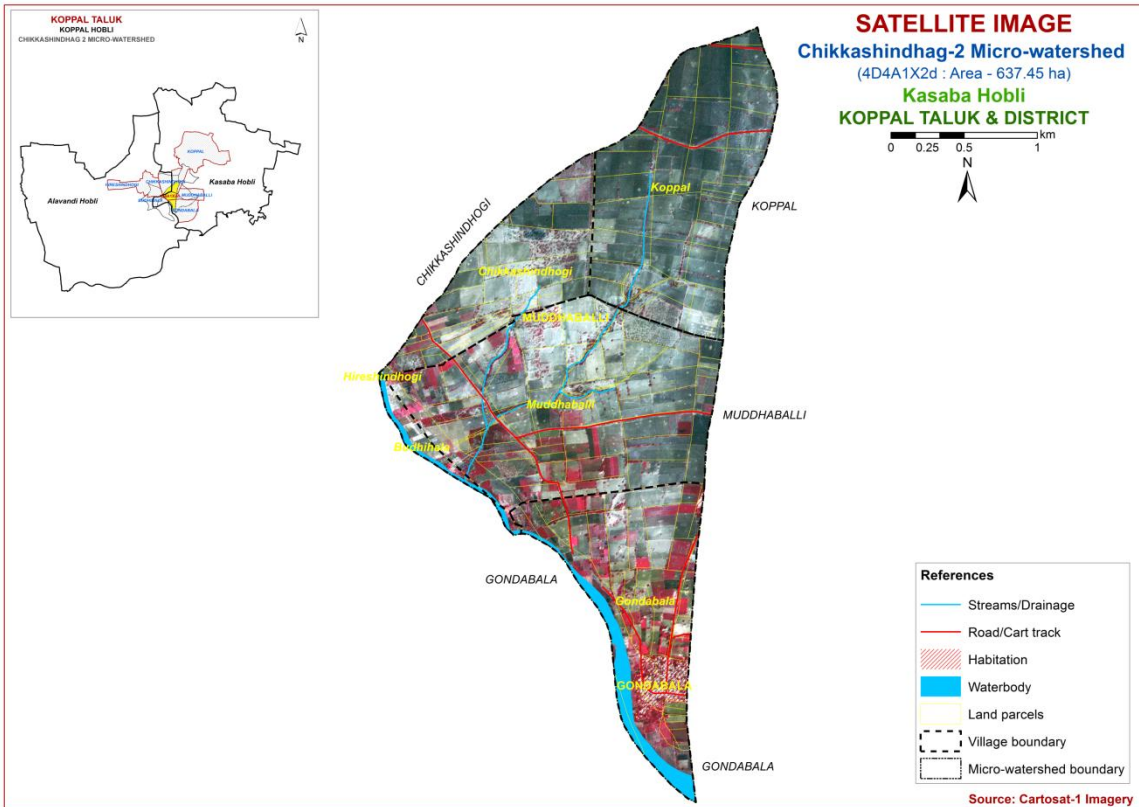 KOPPAL TALUK
KOPPAL HOBLI
CHIKKASHINDHAG 2 MICRO-WATERSHED
N
KOPPAL
Kasaba Hobli
Alavandi Hobli
SATELLITE IMAGE
Chikkashindhag-2 Micro-watershed
(4D4A1X2d : Area - 637.45 ha)
Kasaba Hobli
KOPPAL TALUK & DISTRICT
km
0 0.25 0.5 1
N
Koppal
KOPPAL
CHIKKASHINDHOGI
Chikkashindhogi
MUDDHABALLI
Hireshindhogi
Muddhaballi
MUDDHABALLI
Budhihala
GONDABALA
Gondabala
GONDABALA
GONDABALA
References
Streams/Drainage
Road/Cart track
Habitation
Waterbody
Land parcels
Village boundary
Micro-watershed boundary
Source: Cartosat-1 Imagery